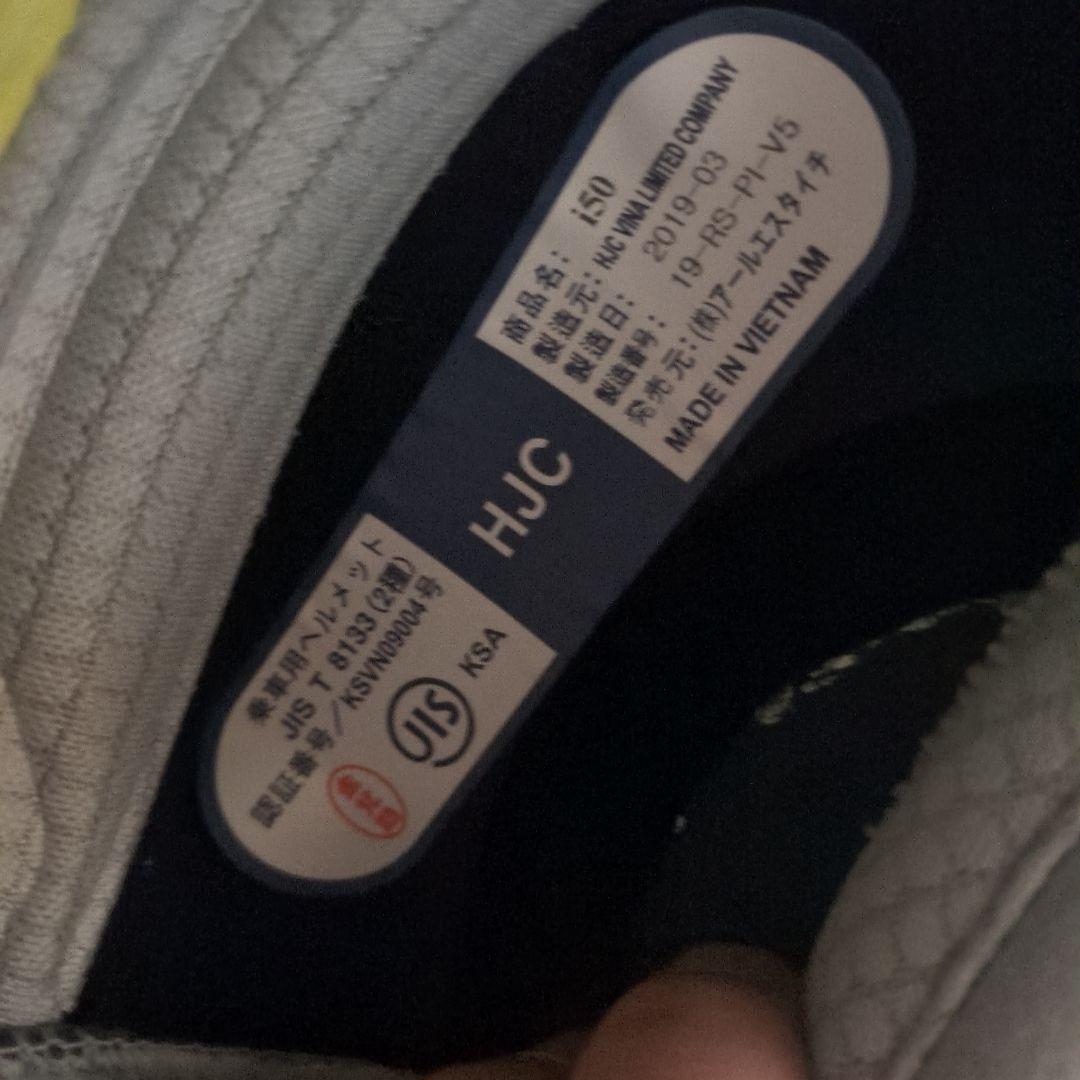 商品名: i50
製造元: HJC VINA LIMITED COMPANY
製造日: 2019-03
製造番号: 19-RS-PI-V5
発売元: (株)アールエスタイチ
MADE IN VIETNAM
HJC
乗車用ヘルメット
JIS T 8133 (2種)
認証番号/KSVN09004号
JIS KSA